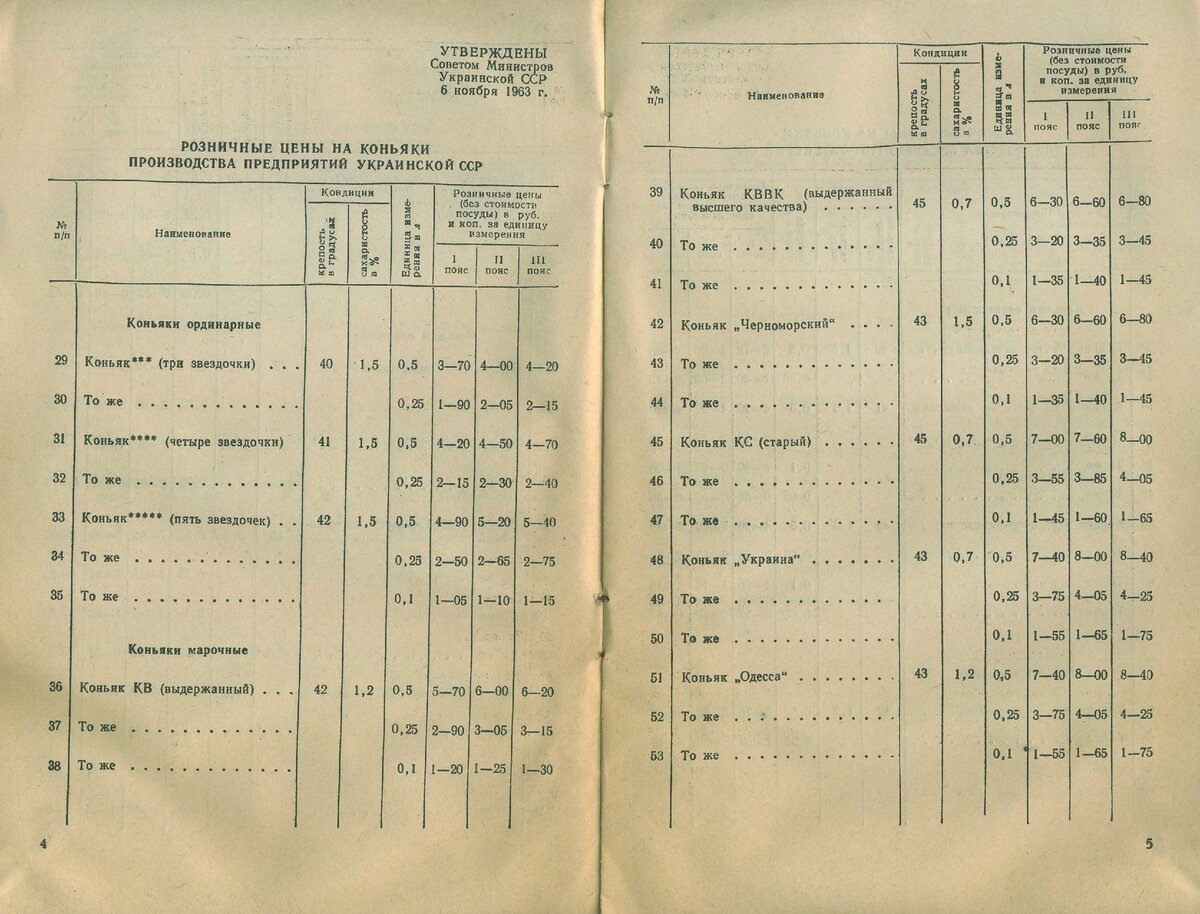 УТВЕРЖДЕНЫ
Советом Министров
Украинской ССР
6 ноября 1963 г.
РОЗНИЧНЫЕ ЦЕНЫ НА КОНЬЯКИ
ПРОИЗВОДСТВА ПРЕДПРИЯТИЙ УКРАИНСКОЙ ССР
№ п/п Наименование Кондиции Единица измерения в л Розничные цены
(без стоимости
посуды) в руб.
и коп. за единицу
измерения
крепость в градусах сахаристость в % I пояс II пояс III пояс
Коньяки ординарные
29 Коньяк*** (три звездочки) . . . 40 1,5 0,5 3—70 4—00 4—20
30 То же . . . . . . . . . . . . . 0,25 1—90 2—05 2—15
31 Коньяк**** (четыре звездочки) 41 1,5 0,5 4—20 4—50 4—70
32 То же . . . . . . . . . . . . . 0,25 2—15 2—30 2—40
33 Коньяк***** (пять звездочек) . . 42 1,5 0,5 4—90 5—20 5—40
34 То же . . . . . . . . . . . . . 0,25 2—50 2—65 2—75
35 То же . . . . . . . . . . . . . 0,1 1—05 1—10 1—15
Коньяки марочные
36 Коньяк КВ (выдержанный) . . . 42 1,2 0,5 5—70 6—00 6—20
37 То же . . . . . . . . . . . . . 0,25 2—90 3—05 3—15
38 То же . . . . . . . . . . . . . 0,1 1—20 1—25 1—30
4
№ п/п Наименование Кондиции Единица измерения в л Розничные цены
(без стоимости
посуды) в руб.
и коп. за единицу
измерения
крепость в градусах сахаристость в % I пояс II пояс III пояс
39 Коньяк КВВК (выдержанный
высшего качества) . . . . . . 45 0,7 0,5 6—30 6—60 6—80
40 То же . . . . . . . . . . . . . 0,25 3—20 3—35 3—45
41 То же . . . . . . . . . . . . . 0,1 1—35 1—40 1—45
42 Коньяк „Черноморский“ . . . . 43 1,5 0,5 6—30 6—60 6—80
43 То же . . . . . . . . . . . . . 0,25 3—20 3—35 3—45
44 То же . . . . . . . . . . . . . 0,1 1—35 1—40 1—45
45 Коньяк КС (старый) . . . . . . 45 0,7 0,5 7—00 7—60 8—00
46 То же . . . . . . . . . . . . . 0,25 3—55 3—85 4—05
47 То же . . . . . . . . . . . . . 0,1 1—45 1—60 1—65
48 Коньяк „Украина“ . . . . . . . 43 0,7 0,5 7—40 8—00 8—40
49 То же . . . . . . . . . . . . 0,25 3—75 4—05 4—25
50 То же . . . . . . . . . . . . . 0,1 1—55 1—65 1—75
51 Коньяк „Одесса“ . . . . . . . . 43 1,2 0,5 7—40 8—00 8—40
52 То же . . . . . . . . . . . . . 0,25 3—75 4—05 4—25
53 То же . . . . . . . . . . . . . 0,1 1—55 1—65 1—75
5